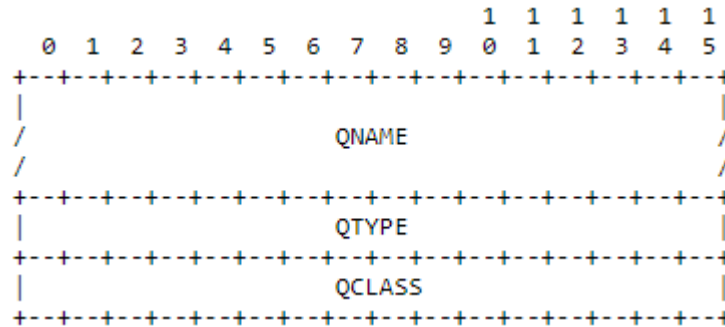 1  1  1  1  1  1
  0  1  2  3  4  5  6  7  8  9  0  1  2  3  4  5
+--+--+--+--+--+--+--+--+--+--+--+--+--+--+--+--+
|                                               |
/                     QNAME                     /
/                                               /
+--+--+--+--+--+--+--+--+--+--+--+--+--+--+--+--+
|                     QTYPE                     |
+--+--+--+--+--+--+--+--+--+--+--+--+--+--+--+--+
|                     QCLASS                    |
+--+--+--+--+--+--+--+--+--+--+--+--+--+--+--+--+